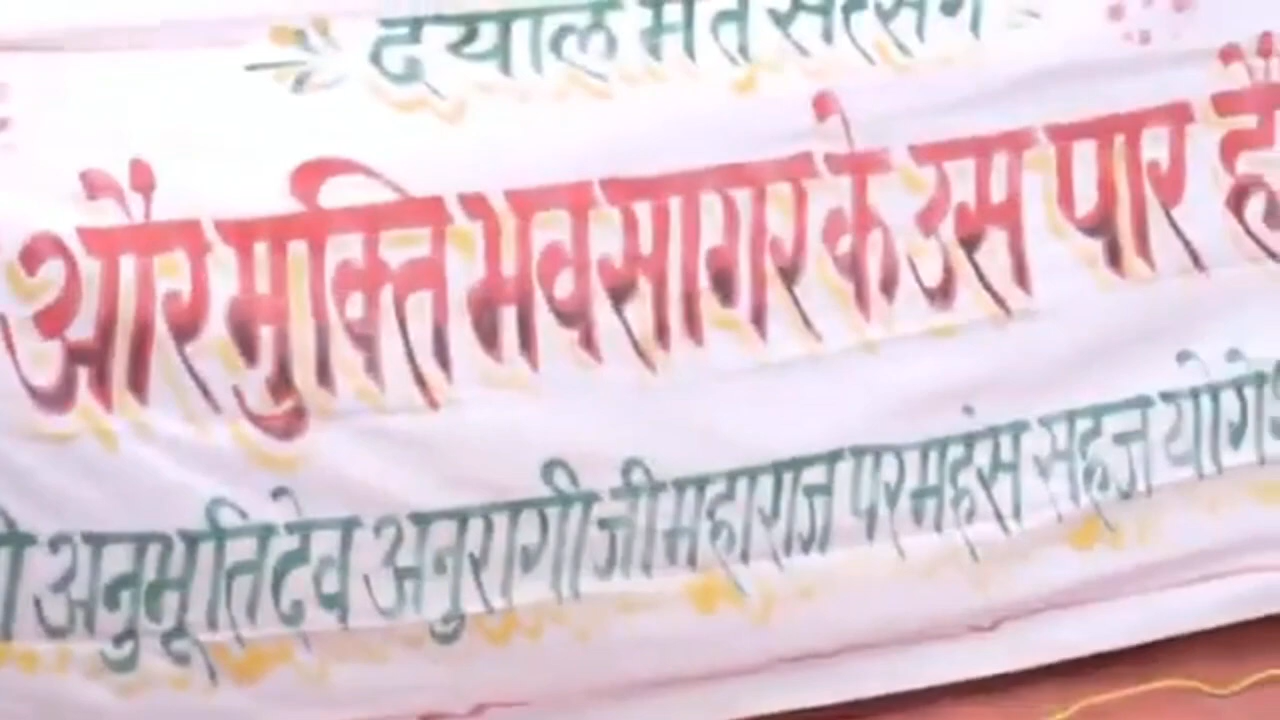 दयाल मत सत्संग
और मुक्ति भवसागर के उस पार है
श्री अनुभूति देव अनुरागी जी महाराज परमहंस सहज